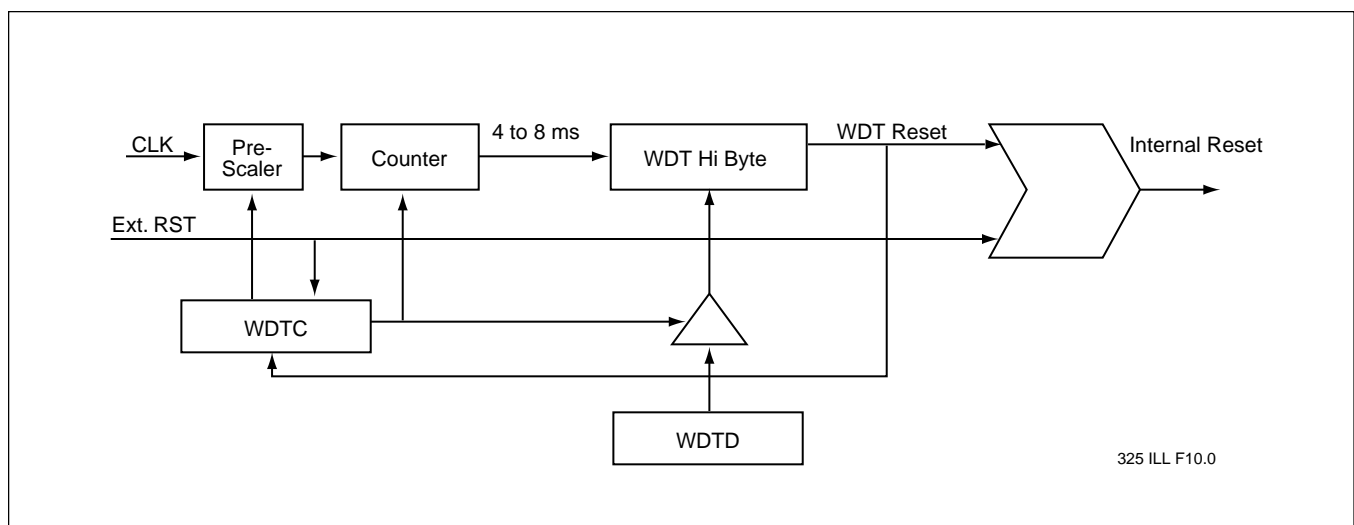 CLK
Pre-
Scaler
Counter
4 to 8 ms
WDT Hi Byte
WDT Reset
Internal Reset
Ext. RST
WDTC
WDTD
325 ILL F10.0